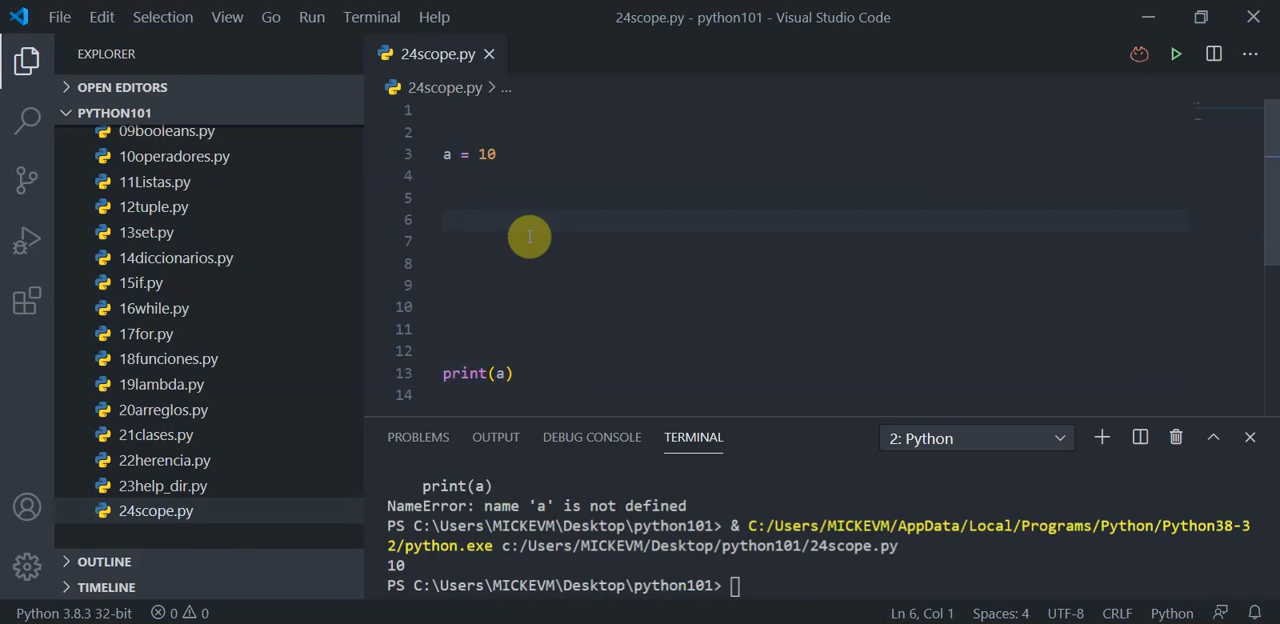 File Edit Selection View Go Run Terminal Help 24scope.py - python101 - Visual Studio Code
EXPLORER
OPEN EDITORS
PYTHON101
09booleans.py
10operadores.py
11Listas.py
12tuple.py
13set.py
14diccionarios.py
15if.py
16while.py
17for.py
18funciones.py
19lambda.py
20arreglos.py
21clases.py
22herencia.py
23help_dir.py
24scope.py
OUTLINE
TIMELINE
24scope.py
24scope.py > ...
1
2
3 a = 10
4
5
6
7
8
9
10
11
12
13 print(a)
14
PROBLEMS OUTPUT DEBUG CONSOLE TERMINAL 2: Python
print(a)
NameError: name 'a' is not defined
PS C:\Users\MICKEVM\Desktop\python101> & C:/Users/MICKEVM/AppData/Local/Programs/Python/Python38-3
2/python.exe c:/Users/MICKEVM/Desktop/python101/24scope.py
10
PS C:\Users\MICKEVM\Desktop\python101>
Python 3.8.3 32-bit 0 0 Ln 6, Col 1 Spaces: 4 UTF-8 CRLF Python